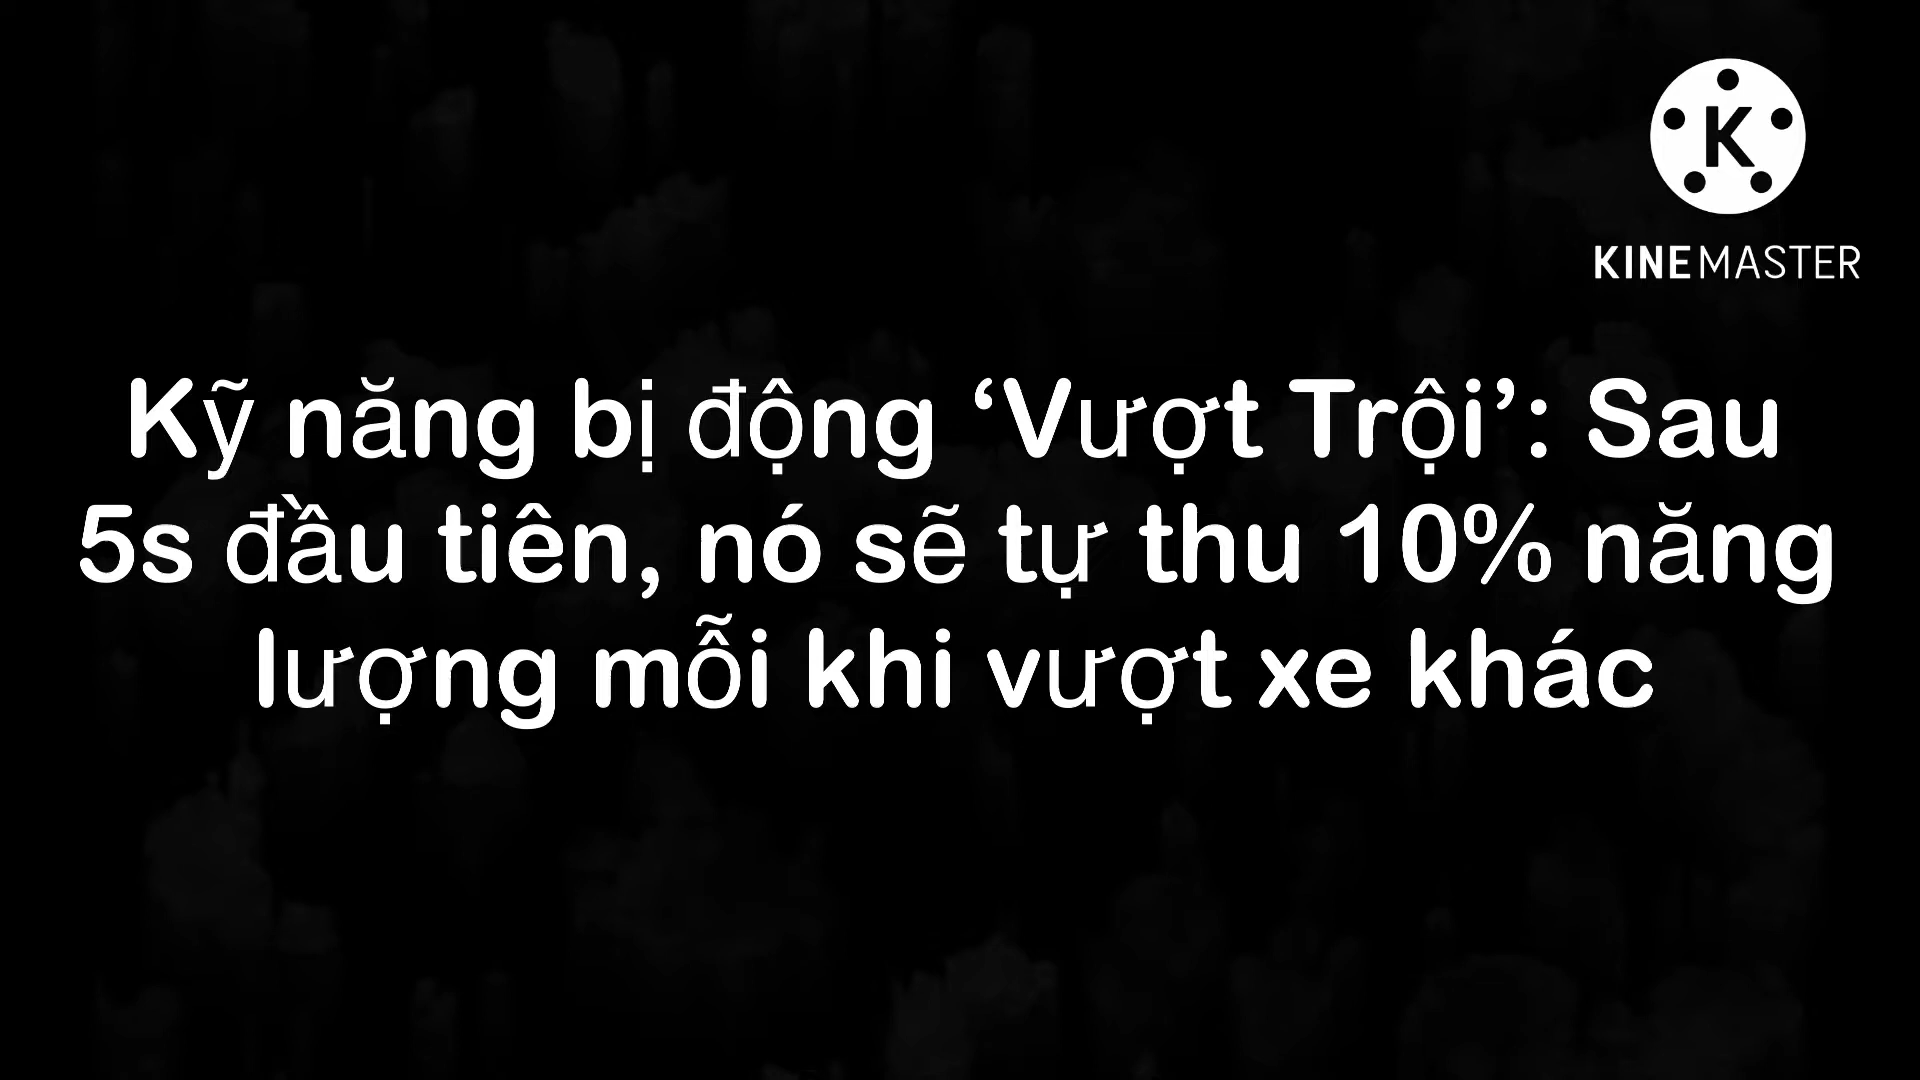 KINEMASTER
Kỹ năng bị động ‘Vượt Trội’: Sau
5s đầu tiên, nó sẽ tự thu 10% năng
lượng mỗi khi vượt xe khác